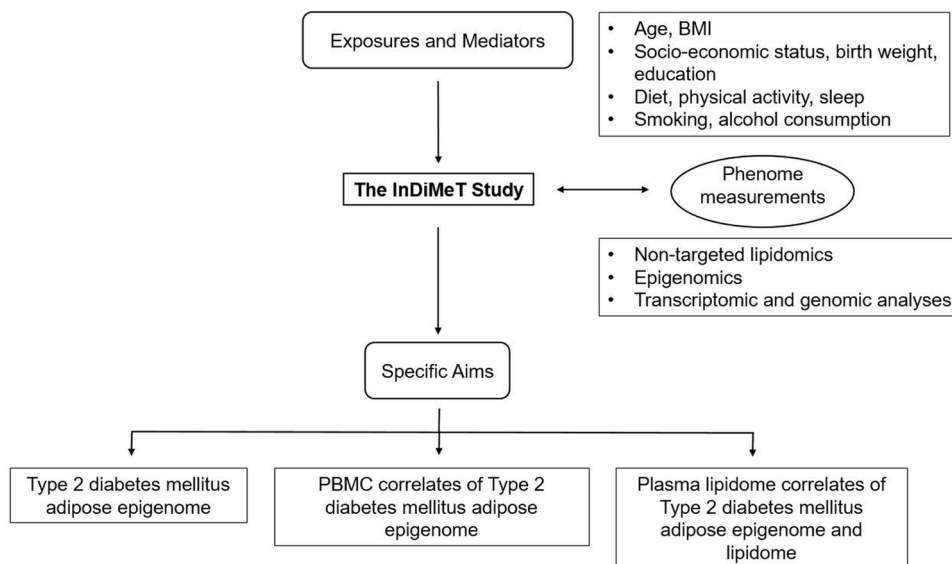 Exposures and Mediators
• Age, BMI
• Socio-economic status, birth weight,
education
• Diet, physical activity, sleep
• Smoking, alcohol consumption
The InDiMeT Study
Phenome
measurements
• Non-targeted lipidomics
• Epigenomics
• Transcriptomic and genomic analyses
Specific Aims
Type 2 diabetes mellitus
adipose epigenome
PBMC correlates of Type 2
diabetes mellitus adipose
epigenome
Plasma lipidome correlates of
Type 2 diabetes mellitus
adipose epigenome and
lipidome